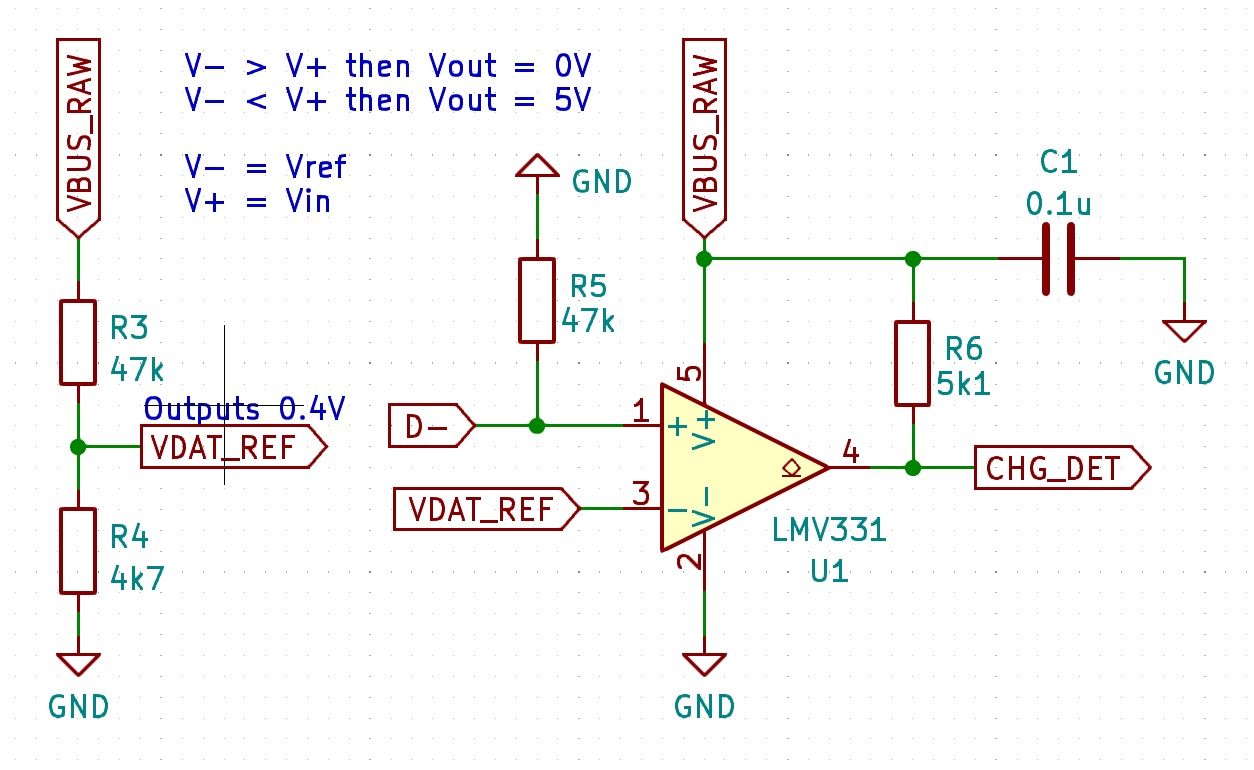 VBUS_RAW
V- > V+ then Vout = 0V
V- < V+ then Vout = 5V
V- = Vref
V+ = Vin
R3
47k
Outputs 0.4V
VDAT_REF
R4
4k7
GND
GND
R5
47k
D-
VDAT_REF
VBUS_RAW
1
3
5
2
4
+
-
V+
V-
LMV331
U1
GND
C1
0.1u
GND
R6
5k1
CHG_DET